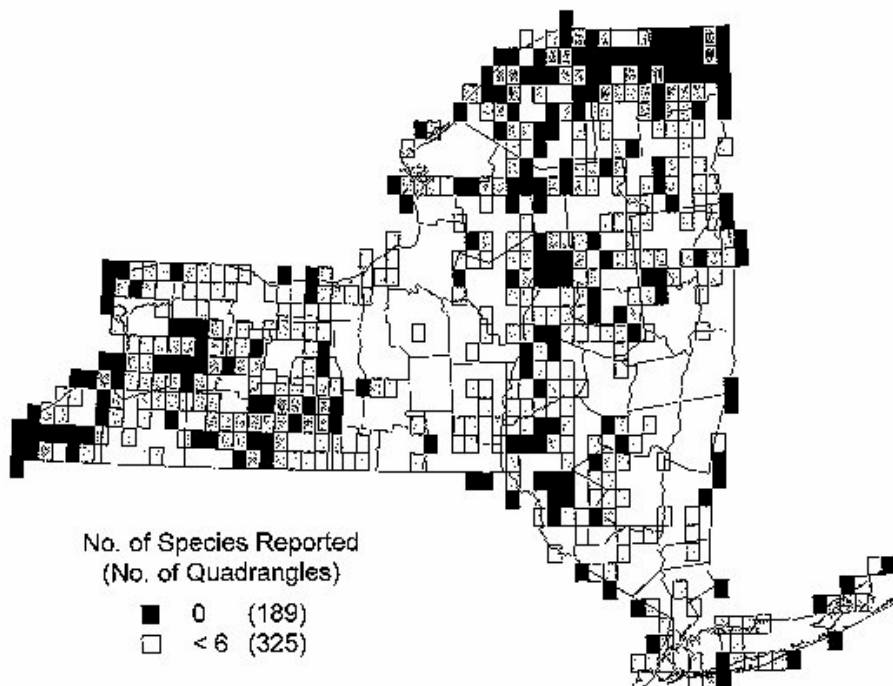 No. of Species Reported
(No. of Quadrangles)
0 (189)
< 6 (325)